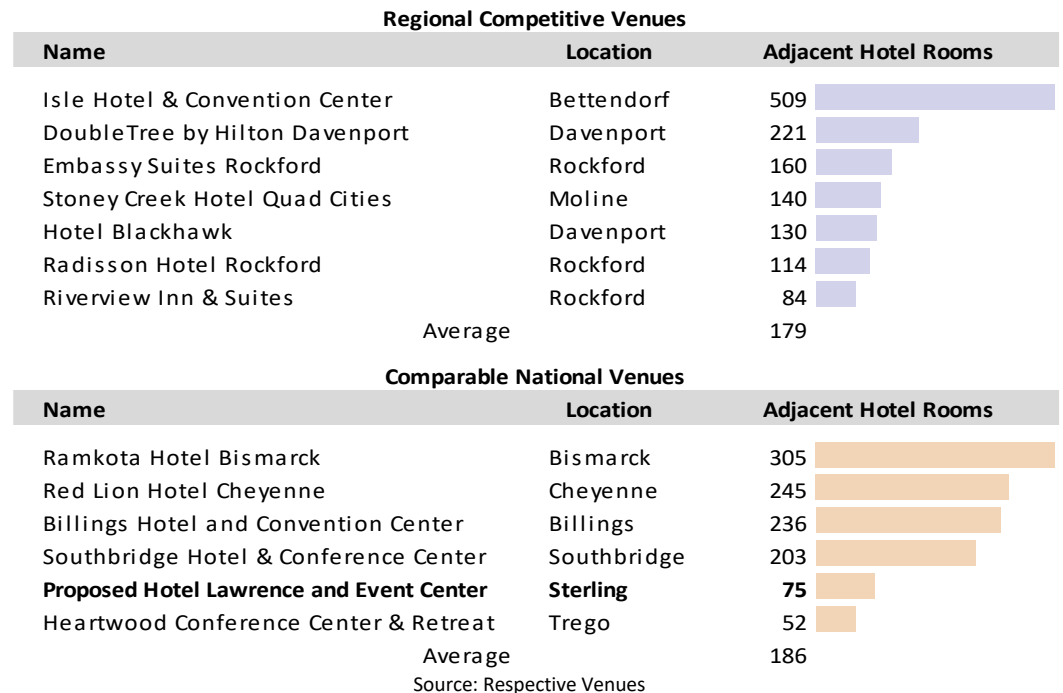 Regional Competitive Venues
Name Location Adjacent Hotel Rooms
Isle Hotel & Convention Center Bettendorf 509
DoubleTree by Hilton Davenport Davenport 221
Embassy Suites Rockford Rockford 160
Stoney Creek Hotel Quad Cities Moline 140
Hotel Blackhawk Davenport 130
Radisson Hotel Rockford Rockford 114
Riverview Inn & Suites Rockford 84
Average 179
Comparable National Venues
Name Location Adjacent Hotel Rooms
Ramkota Hotel Bismarck Bismarck 305
Red Lion Hotel Cheyenne Cheyenne 245
Billings Hotel and Convention Center Billings 236
Southbridge Hotel & Conference Center Southbridge 203
Proposed Hotel Lawrence and Event Center Sterling 75
Heartwood Conference Center & Retreat Trego 52
Average 186
Source: Respective Venues